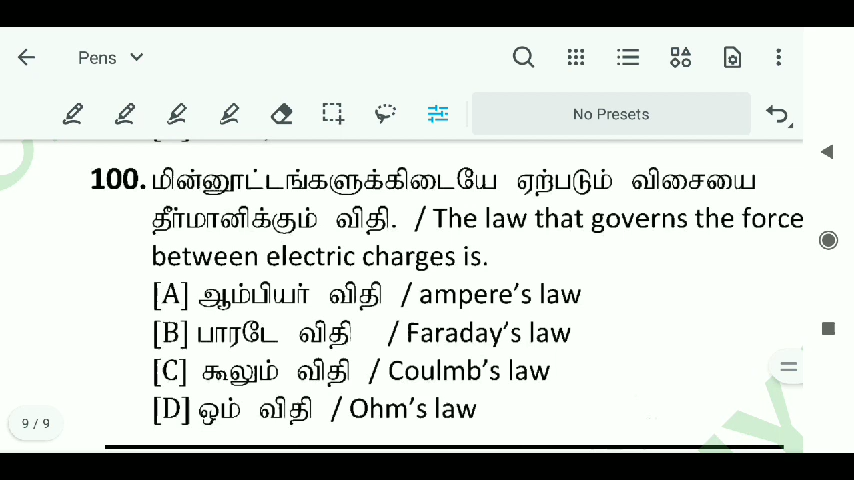 Pens
No Presets
100. மின்னூட்டங்களுக்கிடையே ஏற்படும் விசையை
தீர்மானிக்கும் விதி. / The law that governs the force
between electric charges is.
[A] ஆம்பியர் விதி / ampere's law
[B] பாரடே விதி / Faraday's law
[C] கூலும் விதி / Coulmb's law
[D] ஓம் விதி / Ohm's law
9 / 9